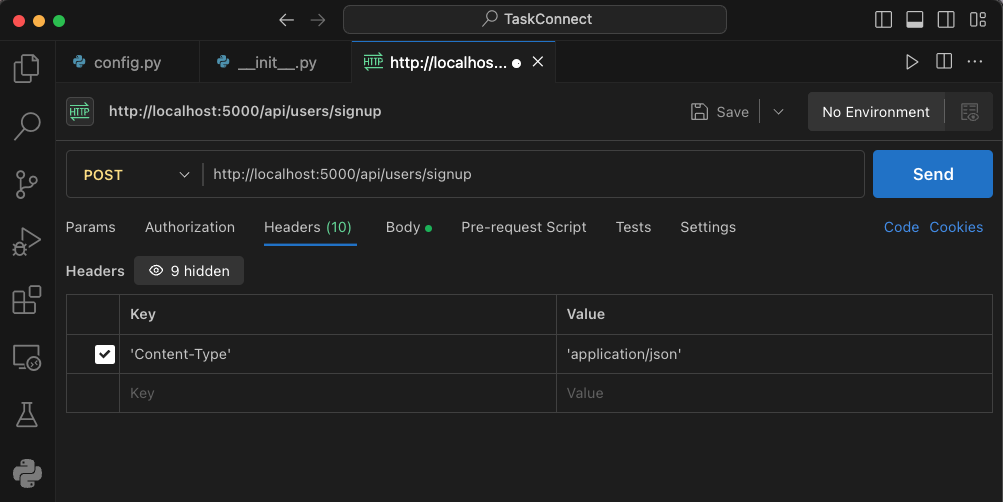 TaskConnect
config.py
__init__.py
HTTP http://localhos...
HTTP http://localhost:5000/api/users/signup
Save
No Environment
POST
http://localhost:5000/api/users/signup
Send
Params Authorization Headers (10) Body Pre-request Script Tests Settings Code Cookies
Headers 9 hidden
Key Value
'Content-Type' 'application/json'
Key Value